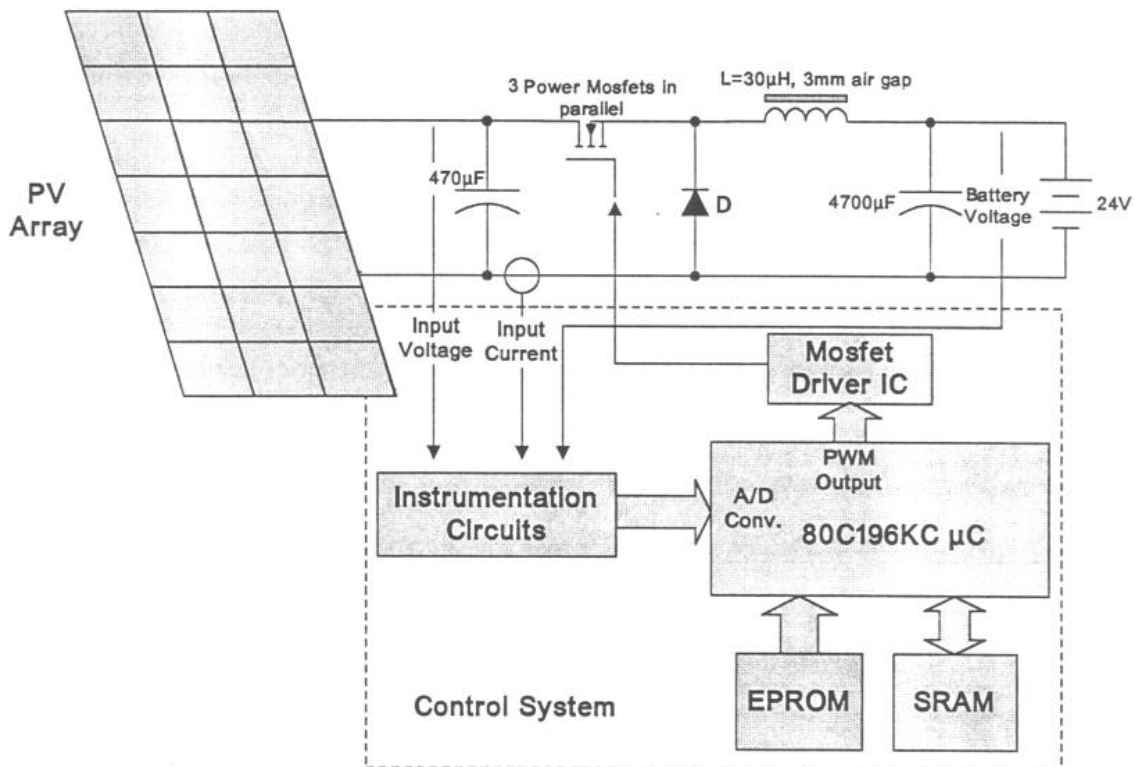 L=30µH, 3mm air gap
3 Power Mosfets in
parallel
470µF
PV
Array
D
4700µF
Battery
Voltage
24V
Input
Voltage
Input
Current
Mosfet
Driver IC
PWM
Output
A/D
Conv.
80C196KC µC
Instrumentation
Circuits
EPROM
SRAM
Control System